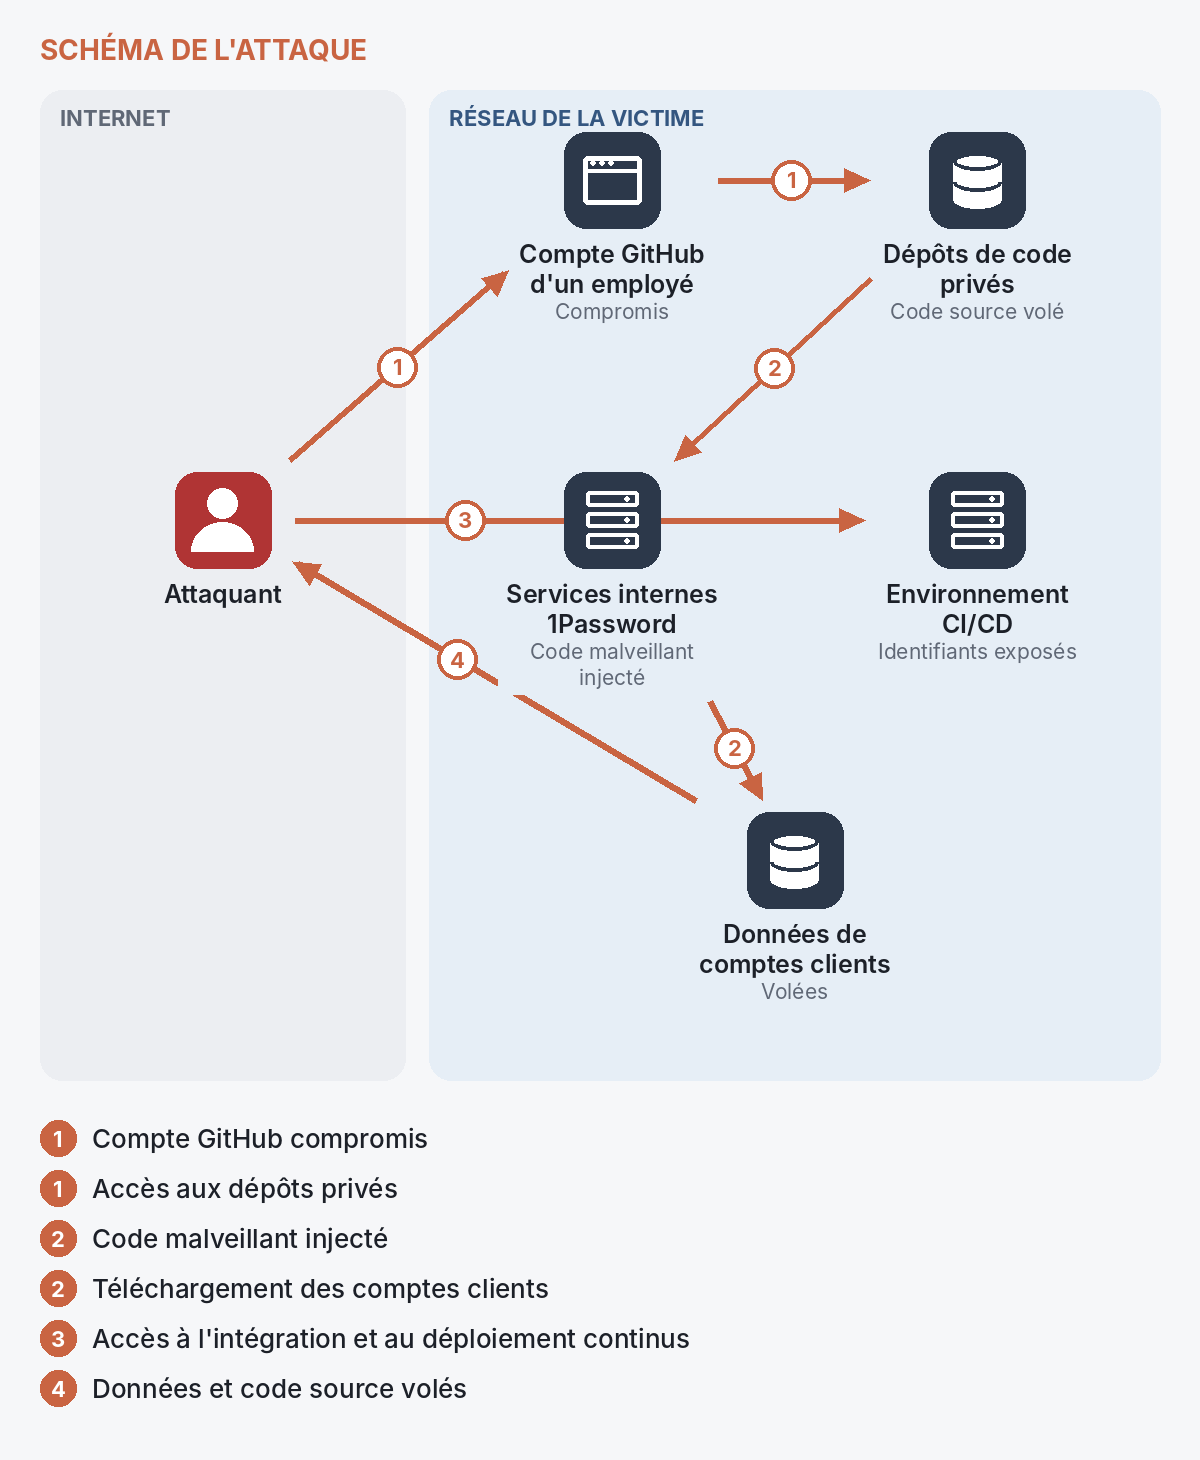 SCHÉMA DE L'ATTAQUE
INTERNET
RÉSEAU DE LA VICTIME
1
Compte GitHub
d'un employé
Compromis
Dépôts de code
privés
Code source volé
1
2
Attaquant
3
Services internes
1Password
Code malveillant
injecté
Environnement
CI/CD
Identifiants exposés
4
2
Données de
comptes clients
Volées
1 Compte GitHub compromis
1 Accès aux dépôts privés
2 Code malveillant injecté
2 Téléchargement des comptes clients
3 Accès à l'intégration et au déploiement continus
4 Données et code source volés